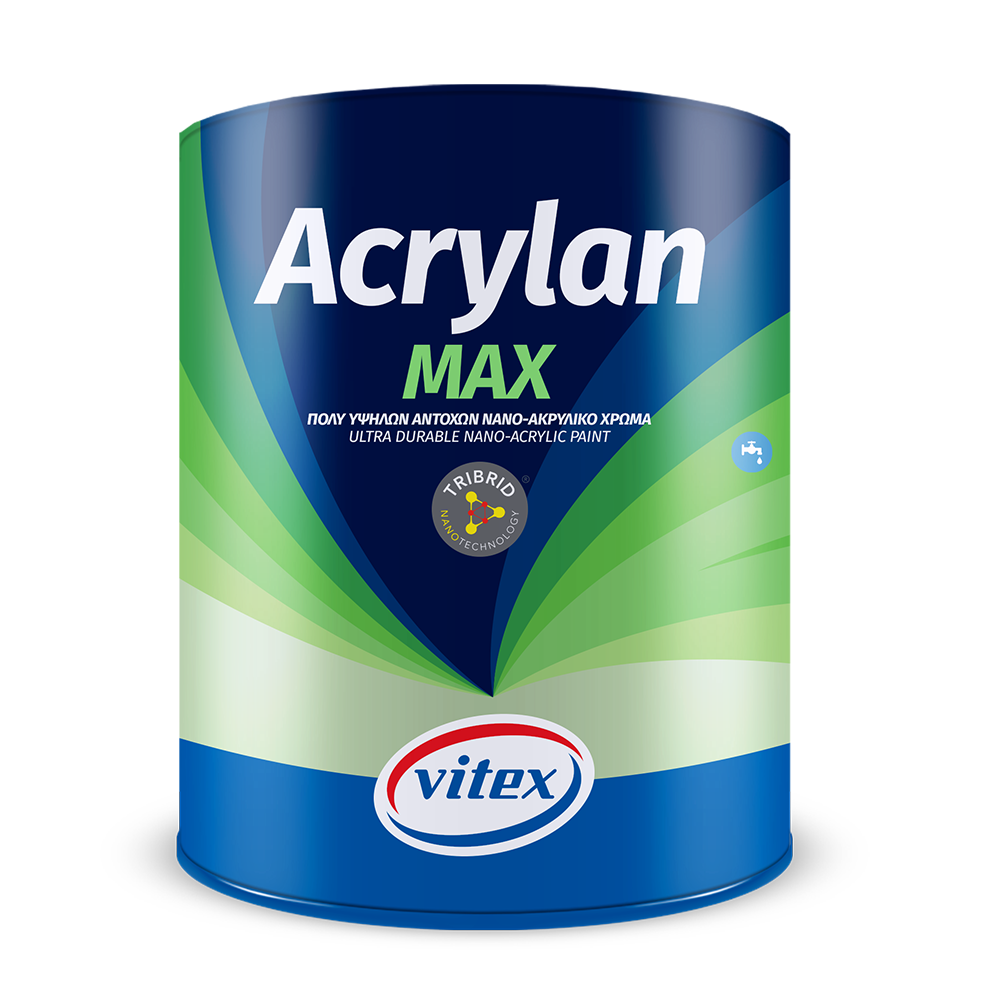 Acrylan
MAX
ΠΟΛΥ ΥΨΗΛΩΝ ΑΝΤΟΧΩΝ ΝΑΝΟ-ΑΚΡΥΛΙΚΟ ΧΡΩΜΑ
ULTRA DURABLE NANO-ACRYLIC PAINT
TRIBRID ®
NANOTECHNOLOGY
vitex